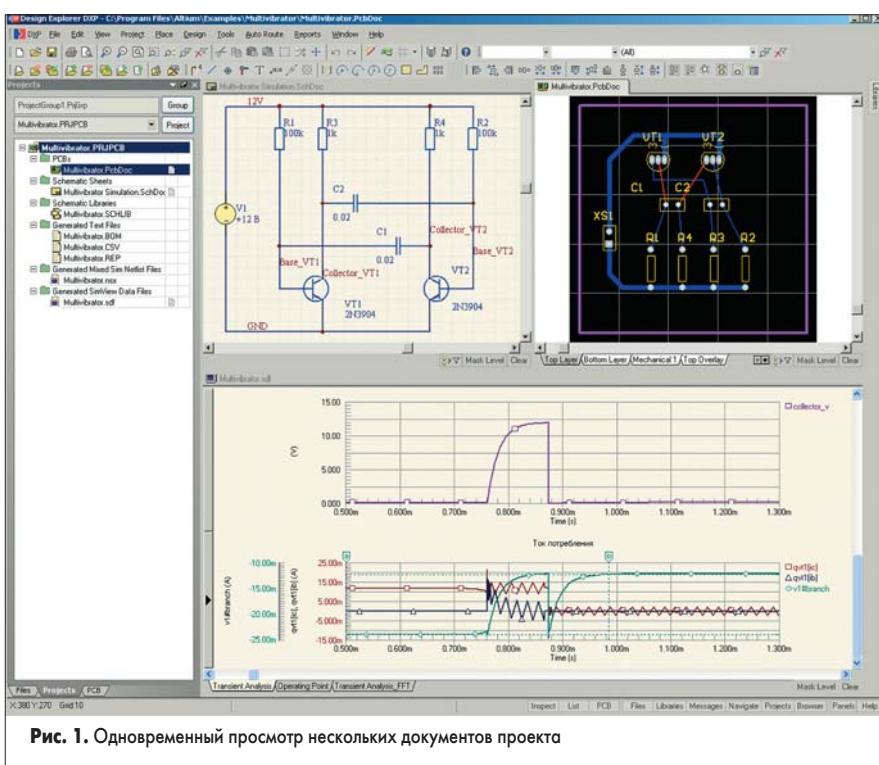 Design Explorer DXP - C:\Program Files\Altium\Examples\Multivibrator\Multivibrator.PcbDoc
DXP File Edit View Project Place Design Tools Auto Route Reports Window Help
(All)
Projects
ProjectGroup1.PrjGrp
Group
Multivibrator.PRJPCB
Project
Multivibrator.PRJPCB
PCBs
Multivibrator.PcbDoc
Schematic Sheets
Multivibrator Simulation.SchDoc
Schematic Libraries
Multivibrator.SCHLIB
Generated Text Files
Multivibrator.BOM
Multivibrator.CSV
Multivibrator.REP
Generated Mixed Sim Netlist Files
Multivibrator.nsx
Generated SimView Data Files
Multivibrator.sdf
Files Projects PCB
Multivibrator Simulation.SchDoc
12V
R1
100k
R3
1k
R4
1k
R2
100k
C2
0.02
V1
+12 В
C1
0.02
Collector_VT2
Base_VT1
Collector_VT1
Base_VT2
VT1
2N3904
VT2
2N3904
GND
Mask Level Clear
Multivibrator.PcbDoc
VT1 VT2
3 3
C1 C2
XS1
R1 R4 R3 R2
Top Layer Bottom Layer Mechanical 1 Top Overlay
Mask Level Clear
Libraries
Multivibrator.sdf
15.00
10.00
5.000
0.000
(V)
collector_v
0.500m 0.600m 0.700m 0.800m 0.900m 1.000m 1.100m 1.200m 1.300m
Time (s)
Ток потребления
-10.00m
-15.00m
-20.00m
-25.00m
v1#branch (A)
25.00m
15.00m
5.000m
-5.000m
-15.00m
qvt1[ic], qvt1[ib] (A)
qvt1[ic]
qvt1[ib]
v1#branch
0.500m 0.600m 0.700m 0.800m 0.900m 1.000m 1.100m 1.200m 1.300m
Time (s)
Transient Analysis Operating Point Transient Analysis_FFT
Mask Level Clear
X:380 Y:270 Grid:10
Inspect List PCB Files Libraries Messages Navigate Projects Browser Panels Help
Рис. 1. Одновременный просмотр нескольких документов проекта